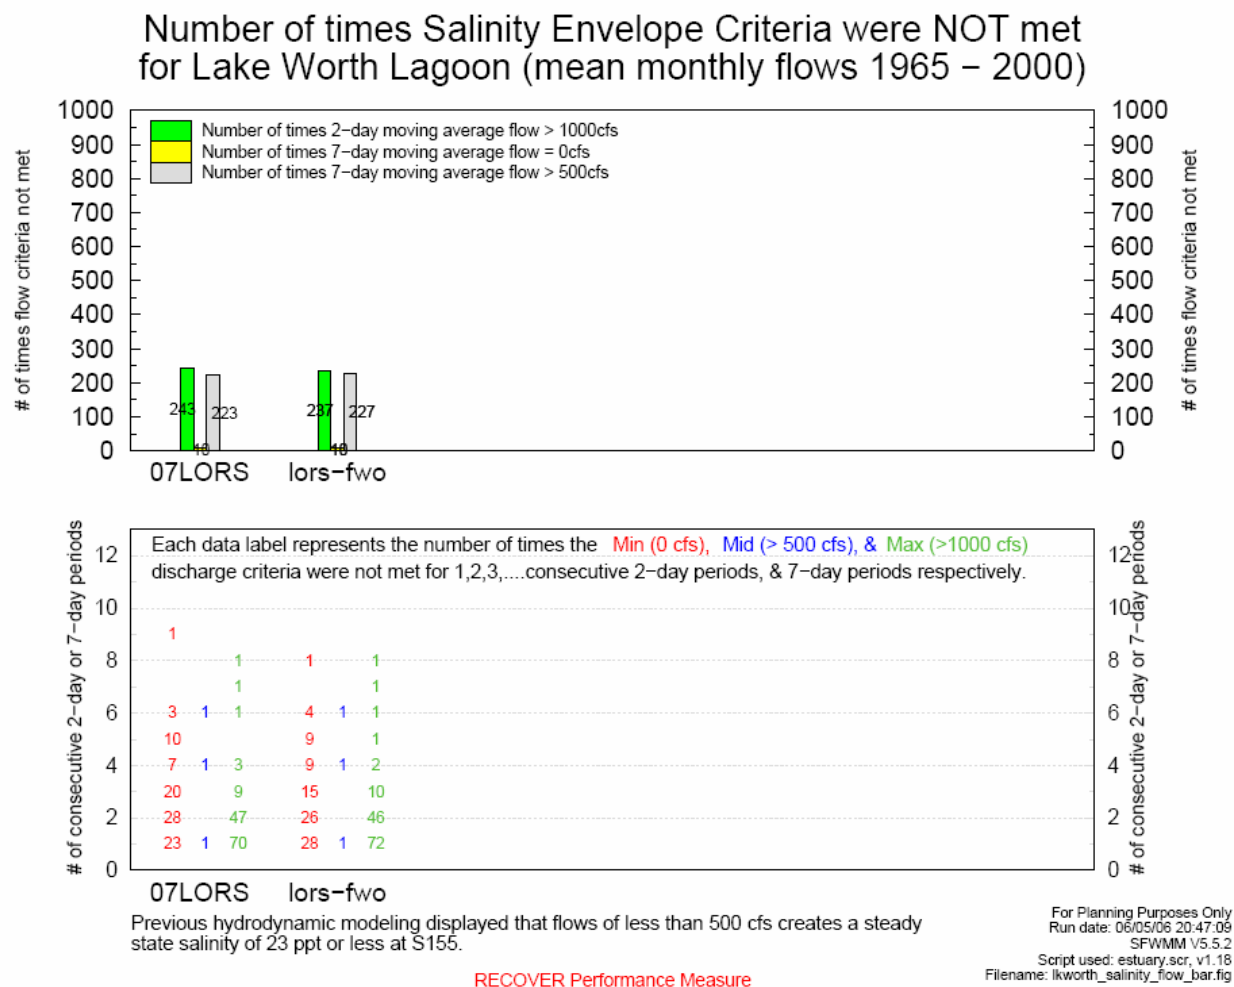 Number of times Salinity Envelope Criteria were NOT met
for Lake Worth Lagoon (mean monthly flows 1965 – 2000)
# of times flow criteria not met
1000
900
800
700
600
500
400
300
200
100
0
Number of times 2–day moving average flow > 1000cfs
Number of times 7–day moving average flow = 0cfs
Number of times 7–day moving average flow > 500cfs
243
223
237
227
07LORS
lors–fwo
1000
900
800
700
600
500
400
300
200
100
0
# of times flow criteria not met
# of consecutive 2–day or 7–day periods
12
10
8
6
4
2
0
Each data label represents the number of times the Min (0 cfs), Mid (> 500 cfs), & Max (>1000 cfs)
discharge criteria were not met for 1,2,3,....consecutive 2–day periods, & 7–day periods respectively.
1
1 1 1
1 1
3 1 1 4 1 1
10 9 1
7 1 3 9 1 2
20 9 15 10
28 47 26 46
23 1 70 28 1 72
07LORS
lors–fwo
12
10
8
6
4
2
0
# of consecutive 2–day or 7–day periods
Previous hydrodynamic modeling displayed that flows of less than 500 cfs creates a steady
state salinity of 23 ppt or less at S155.
For Planning Purposes Only
Run date: 06/05/06 20:47:09
SFWMM V5.5.2
Script used: estuary.scr, v1.18
Filename: lkworth_salinity_flow_bar.fig
RECOVER Performance Measure